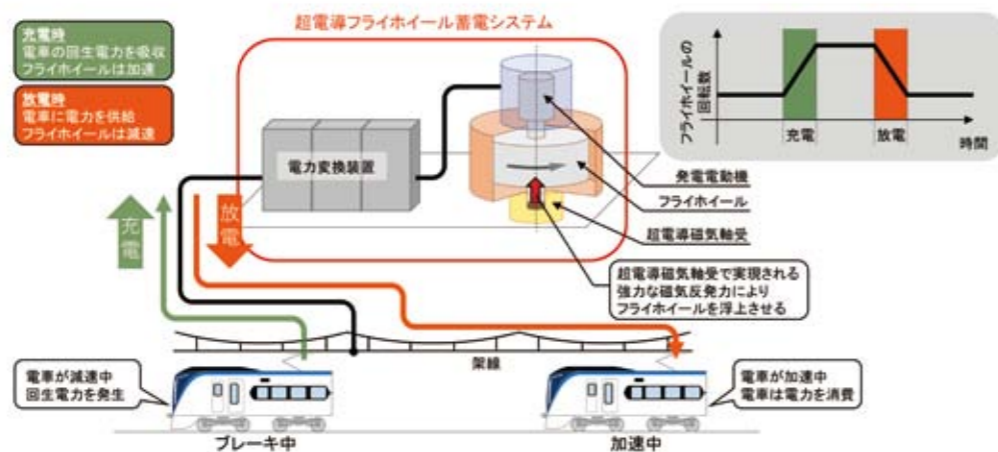 超電導フライホイール蓄電システム
充電時
電車の回生電力を吸収
フライホイールは加速
放電時
電車に電力を供給
フライホイールは減速
フライホイールの
回転数
充電
放電
時間
電力変換装置
発電電動機
フライホイール
超電導磁気軸受
充電
放電
超電導磁気軸受で実現される
強力な磁気反発力により
フライホイールを浮上させる
架線
電車が減速中
回生電力を発生
電車が加速中
電車は電力を消費
ブレーキ中
加速中